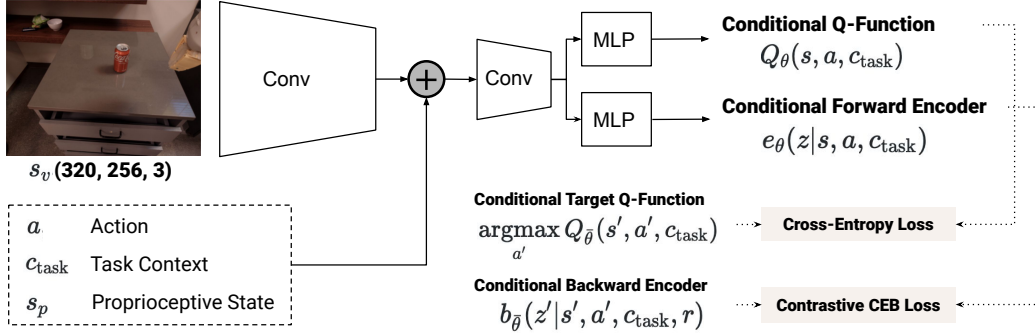 Conv
+
Conv
MLP
MLP
Conditional Q-Function
Q_θ(s, a, c_task)
Conditional Forward Encoder
e_θ(z|s, a, c_task)
s_v (320, 256, 3)
a Action
c_task Task Context
s_p Proprioceptive State
Conditional Target Q-Function
argmax Q_θ̄(s′, a′, c_task)
a′
Cross-Entropy Loss
Conditional Backward Encoder
b_θ̄(z′|s′, a′, c_task, r)
Contrastive CEB Loss